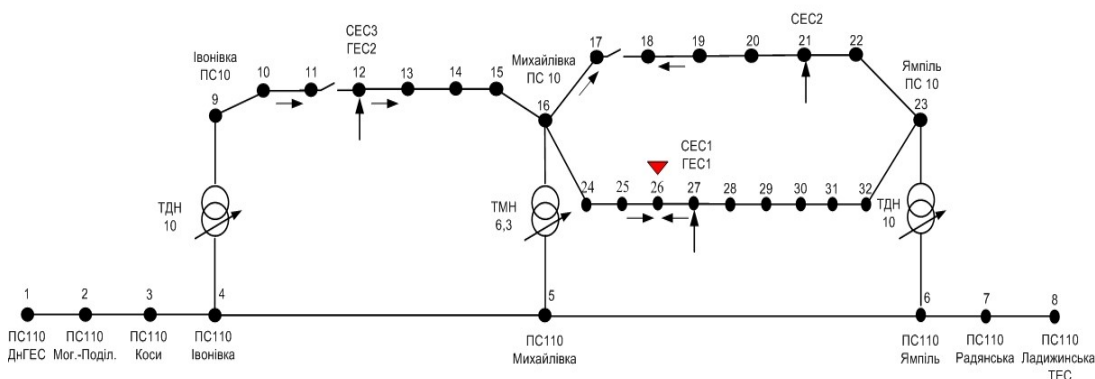 СЕС3
ГЕС2
СЕС2
Івонівка
ПС10
10
11
12
13
14
15
Михайлівка
ПС 10
17
18
19
20
21
22
Ямпіль
ПС 10
9
16
23
СЕС1
ГЕС1
24
25
26
27
28
29
30
31
32
ТДН
10
ТМН
6,3
ТДН
10
1
2
3
4
5
6
7
8
ПС110
ДнГЕС
ПС110
Мог.-Поділ.
ПС110
Коси
ПС110
Івонівка
ПС110
Михайлівка
ПС110
Ямпіль
ПС110
Радянська
ПС110
Ладижинська
ТЕС